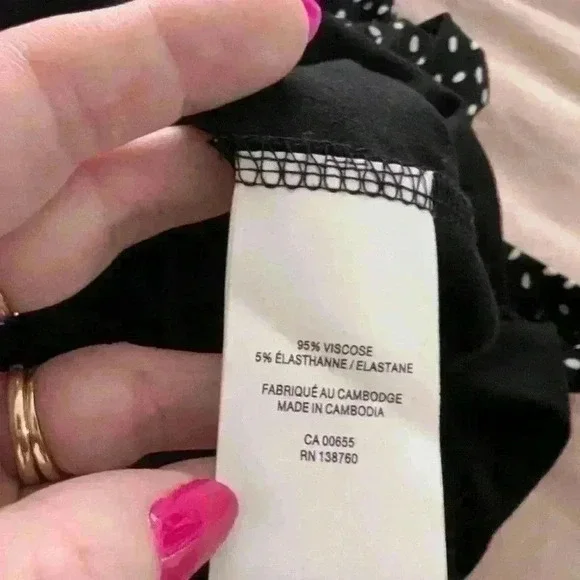 95% VISCOSE
5% ÉLASTHANNE / ELASTANE
FABRIQUÉ AU CAMBODGE
MADE IN CAMBODIA
CA 00655
RN 138760